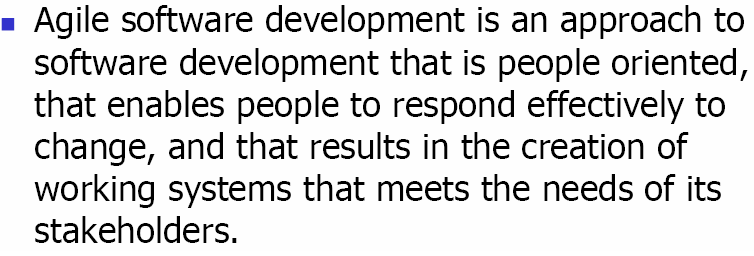 Agile software development is an approach to
software development that is people oriented,
that enables people to respond effectively to
change, and that results in the creation of
working systems that meets the needs of its
stakeholders.